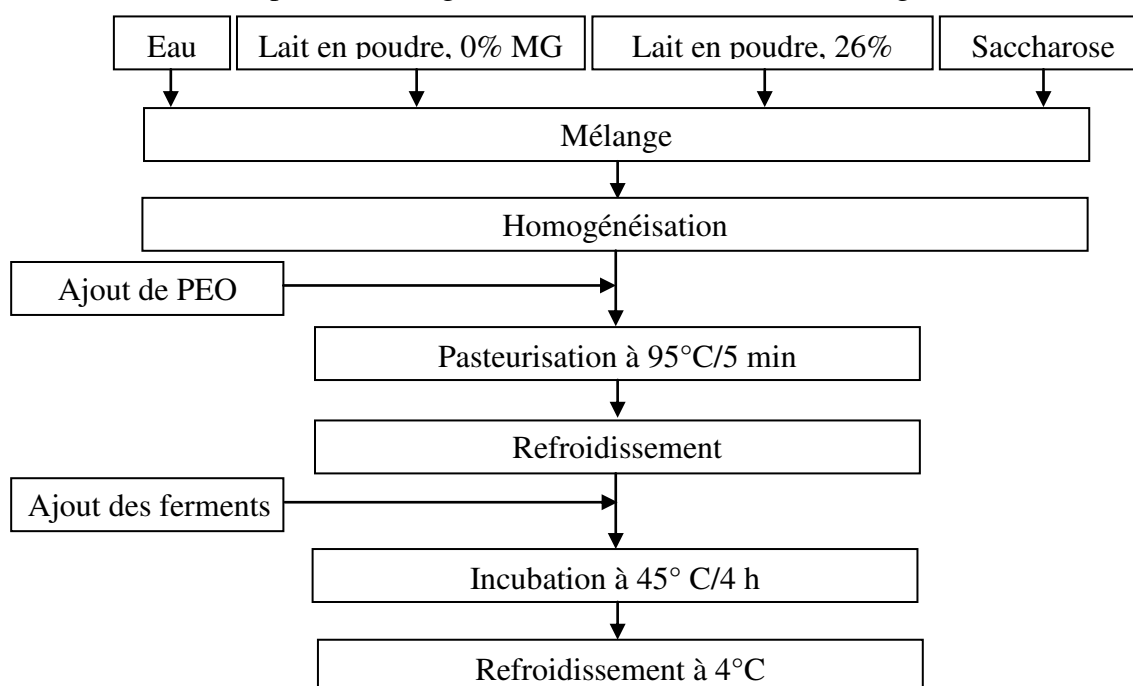 Eau
Lait en poudre, 0% MG
Lait en poudre, 26%
Saccharose
Mélange
Homogénéisation
Ajout de PEO
Pasteurisation à 95°C/5 min
Refroidissement
Ajout des ferments
Incubation à 45° C/4 h
Refroidissement à 4°C